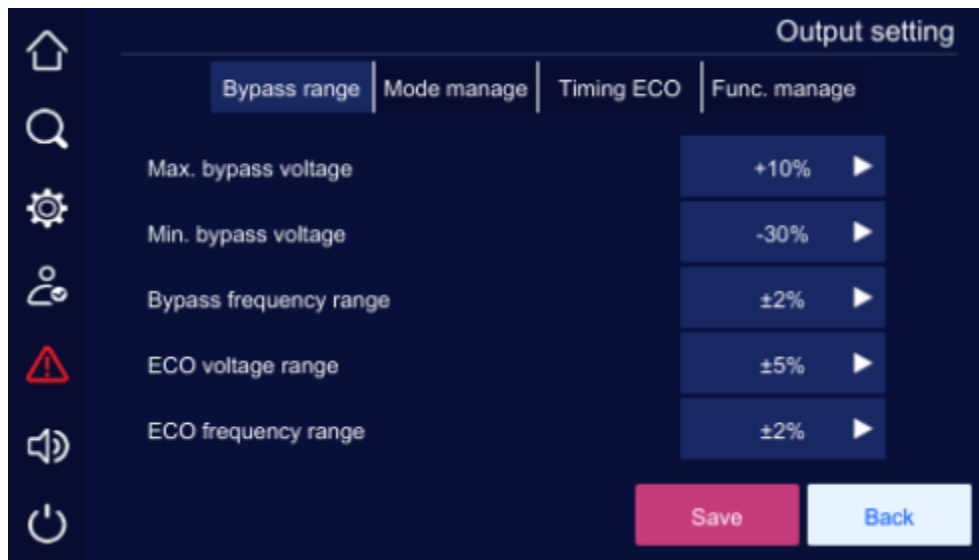 Output setting
Bypass range Mode manage Timing ECO Func. manage
Max. bypass voltage +10%
Min. bypass voltage -30%
Bypass frequency range ±2%
ECO voltage range ±5%
ECO frequency range ±2%
Save Back